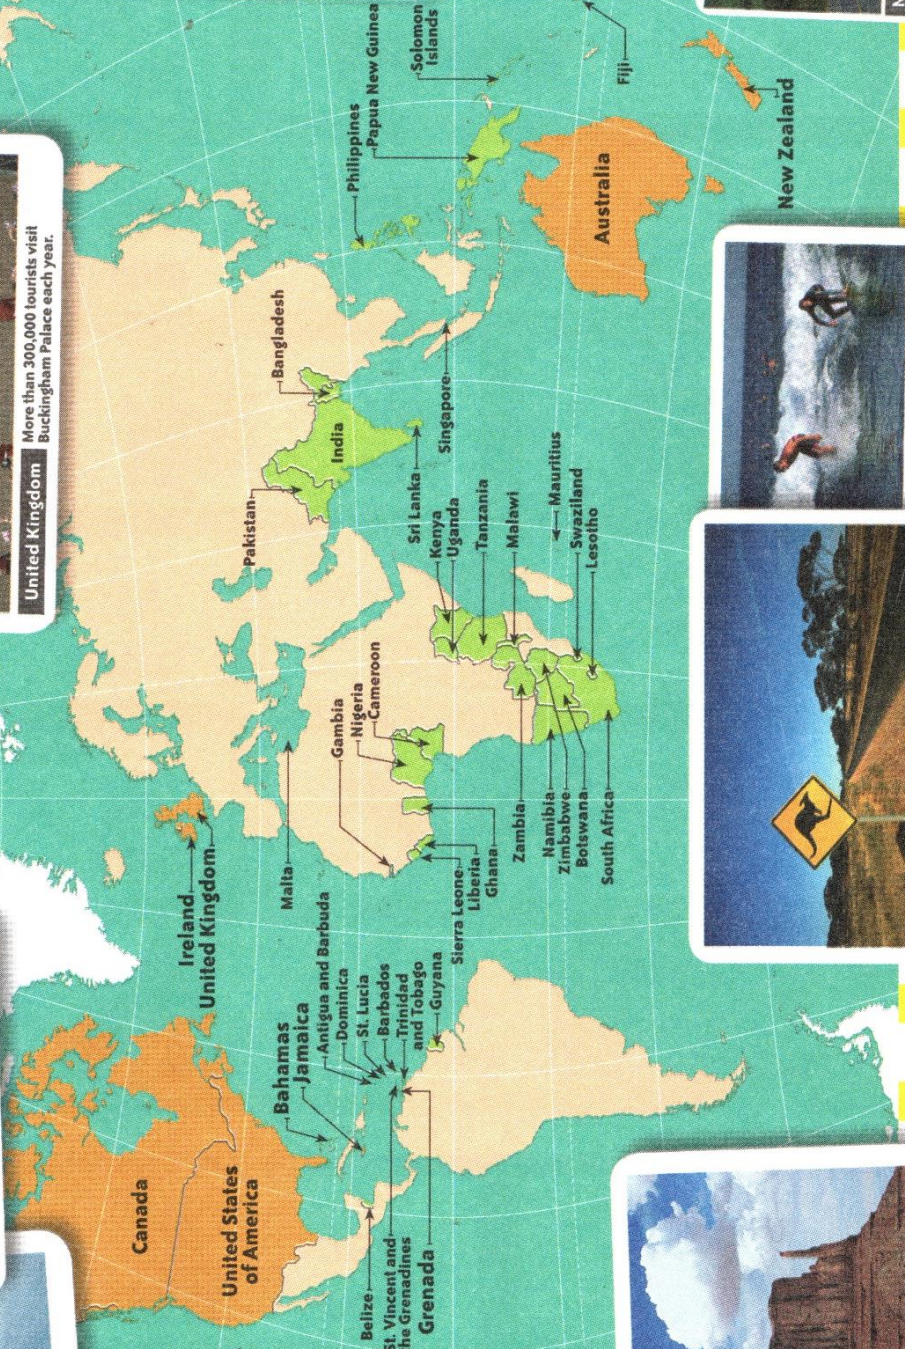 United Kingdom
More than 300,000 tourists visit
Buckingham Palace each year.
Canada
United States
of America
Ireland
United Kingdom
Malta
Bahamas
Jamaica
Antigua and Barbuda
Dominica
St. Lucia
Barbados
Trinidad
and Tobago
Guyana
Belize
St. Vincent and
he Grenadines
Grenada
Gambia
Nigeria
Cameroon
Sierra Leone
Liberia
Ghana
Zambia
Namibia
Zimbabwe
Botswana
South Africa
Pakistan
India
Bangladesh
Sri Lanka
Kenya
Uganda
Tanzania
Malawi
Mauritius
Swaziland
Lesotho
Singapore
Philippines
Papua New Guinea
Solomon
Islands
Fiji
Australia
New Zealand